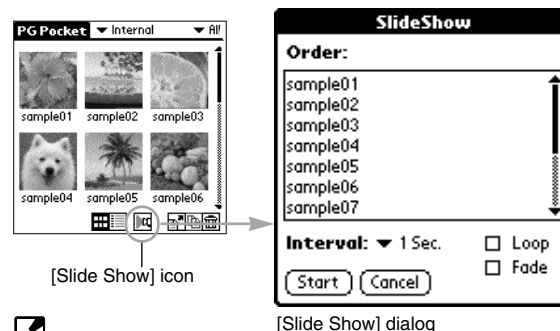 PG Pocket ▼ Internal ▼ All
sample01 sample02 sample03
sample04 sample05 sample06
[Slide Show] icon
SlideShow
Order:
sample01
sample02
sample03
sample04
sample05
sample06
sample07
Interval: ▼ 1 Sec. Loop
Fade
Start Cancel
[Slide Show] dialog